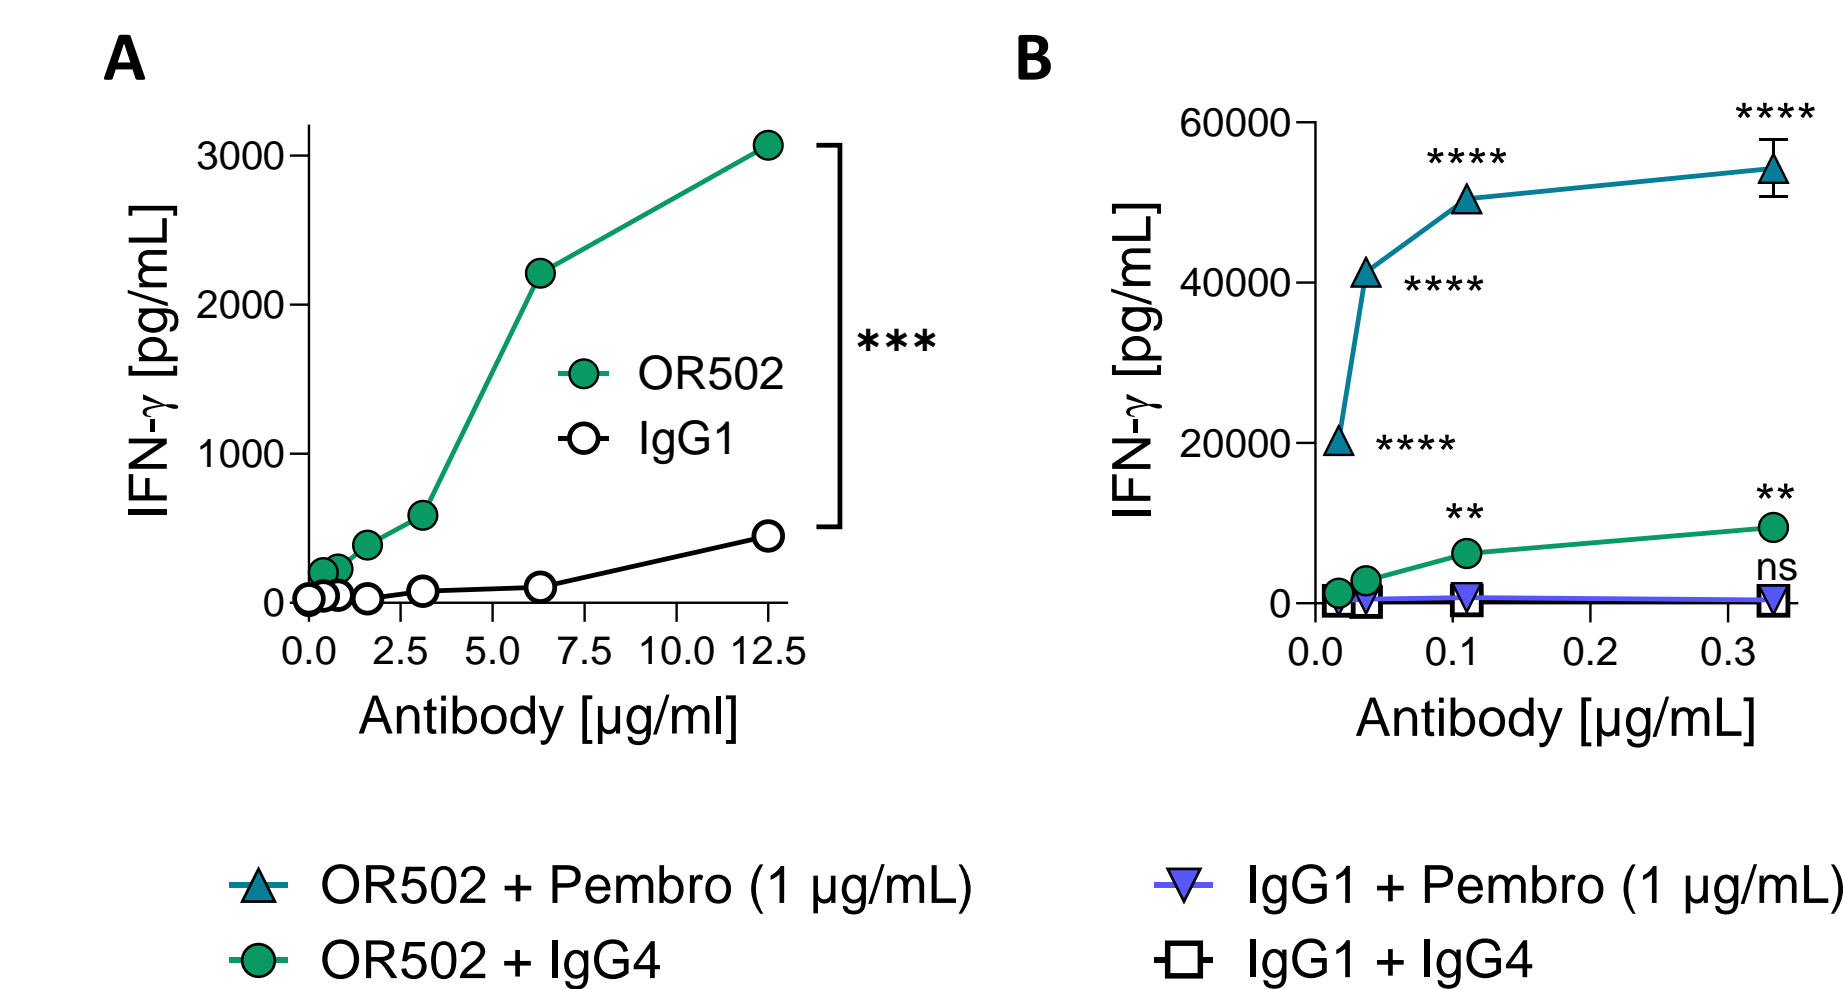 A
B
3000
2000
1000
0
IFN-γ [pg/mL]
OR502
IgG1
***
0.0 2.5 5.0 7.5 10.0 12.5
Antibody [µg/ml]
60000
40000
20000
0
IFN-γ [pg/mL]
****
****
****
****
**
**
ns
0.0 0.1 0.2 0.3
Antibody [µg/mL]
OR502 + Pembro (1 µg/mL)
OR502 + IgG4
IgG1 + Pembro (1 µg/mL)
IgG1 + IgG4